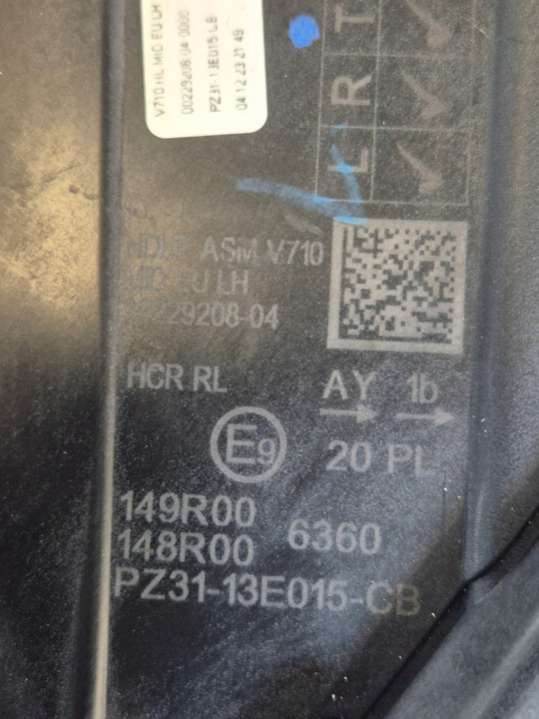 V710 HL MID EU LH
00229208-04 0000
PZ31-13E015-CB
04 12 23 21:49
L R T
ASM V710
EU LH
229208-04
HCR RL
AY 1b
E9
20 PL
149R00
148R00 6360
PZ31-13E015-CB